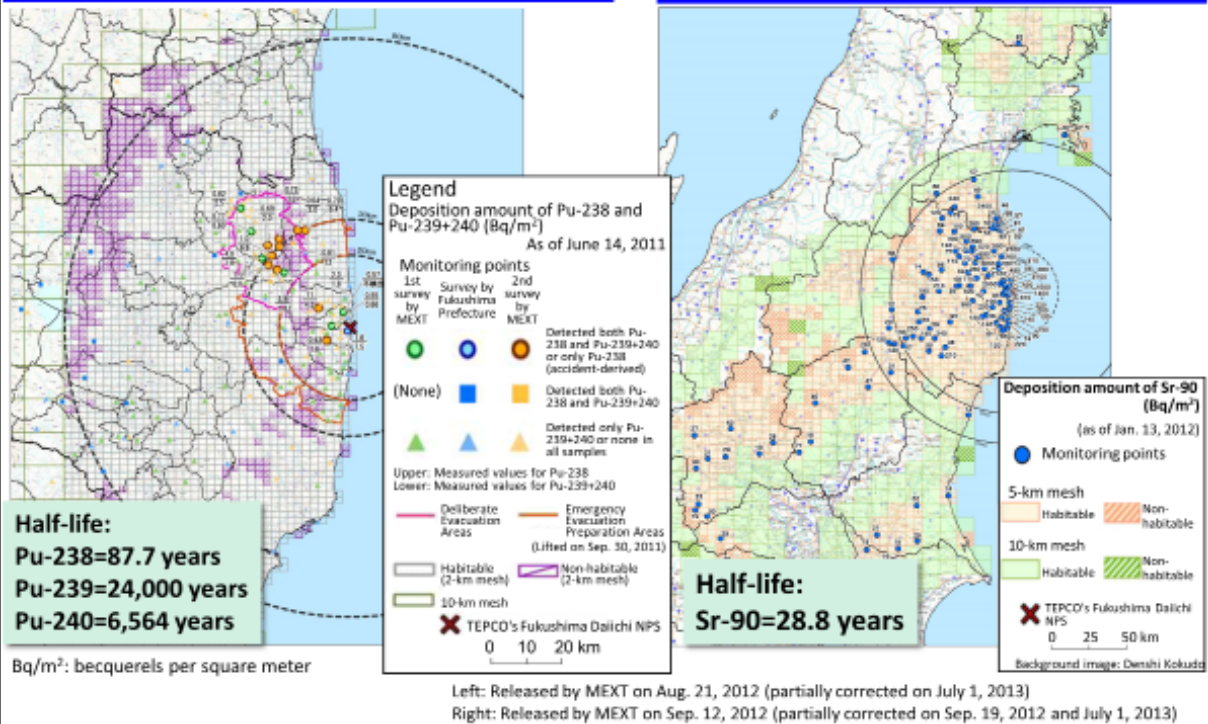 Legend
Deposition amount of Pu-238 and
Pu-239+240 (Bq/m²)
As of June 14, 2011
Monitoring points
1st
survey
by
MEXT
Survey by
Fukushima
Prefecture
2nd
survey
by
MEXT
Detected both Pu-
238 and Pu-239+240
or only Pu-238
(accident-derived)
(None)
Detected both Pu-
238 and Pu-239+240
Detected only Pu-
239+240 or none in
all samples
Upper: Measured values for Pu-238
Lower: Measured values for Pu-239+240
Deliberate
Evacuation
Areas
Emergency
Evacuation
Preparation Areas
(Lifted on Sep. 30, 2011)
Habitable
(2-km mesh)
Non-habitable
(2-km mesh)
10-km mesh
TEPCO's Fukushima Daiichi NPS
0 10 20 km
Half-life:
Pu-238=87.7 years
Pu-239=24,000 years
Pu-240=6,564 years
Bq/m²: becquerels per square meter
Half-life:
Sr-90=28.8 years
Deposition amount of Sr-90
(Bq/m²)
(as of Jan. 13, 2012)
Monitoring points
5-km mesh
Habitable
Non-
habitable
10-km mesh
Habitable
Non-
habitable
TEPCO's Fukushima Daiichi
NPS
0 25 50 km
Background image: Denshi Kokudo
Left: Released by MEXT on Aug. 21, 2012 (partially corrected on July 1, 2013)
Right: Released by MEXT on Sep. 12, 2012 (partially corrected on Sep. 19, 2012 and July 1, 2013)